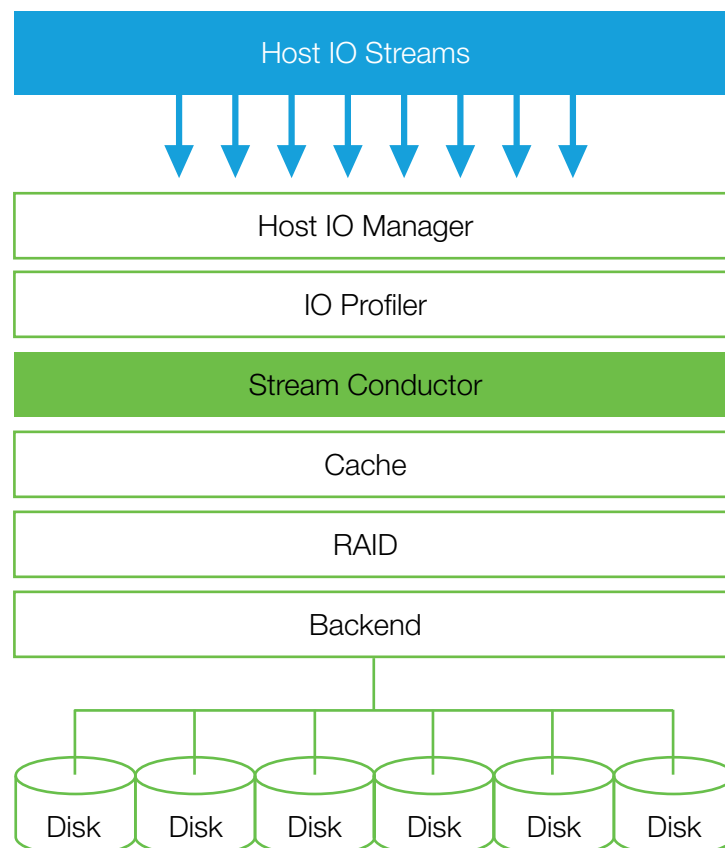 Host IO Streams
Host IO Manager
IO Profiler
Stream Conductor
Cache
RAID
Backend
Disk Disk Disk Disk Disk Disk